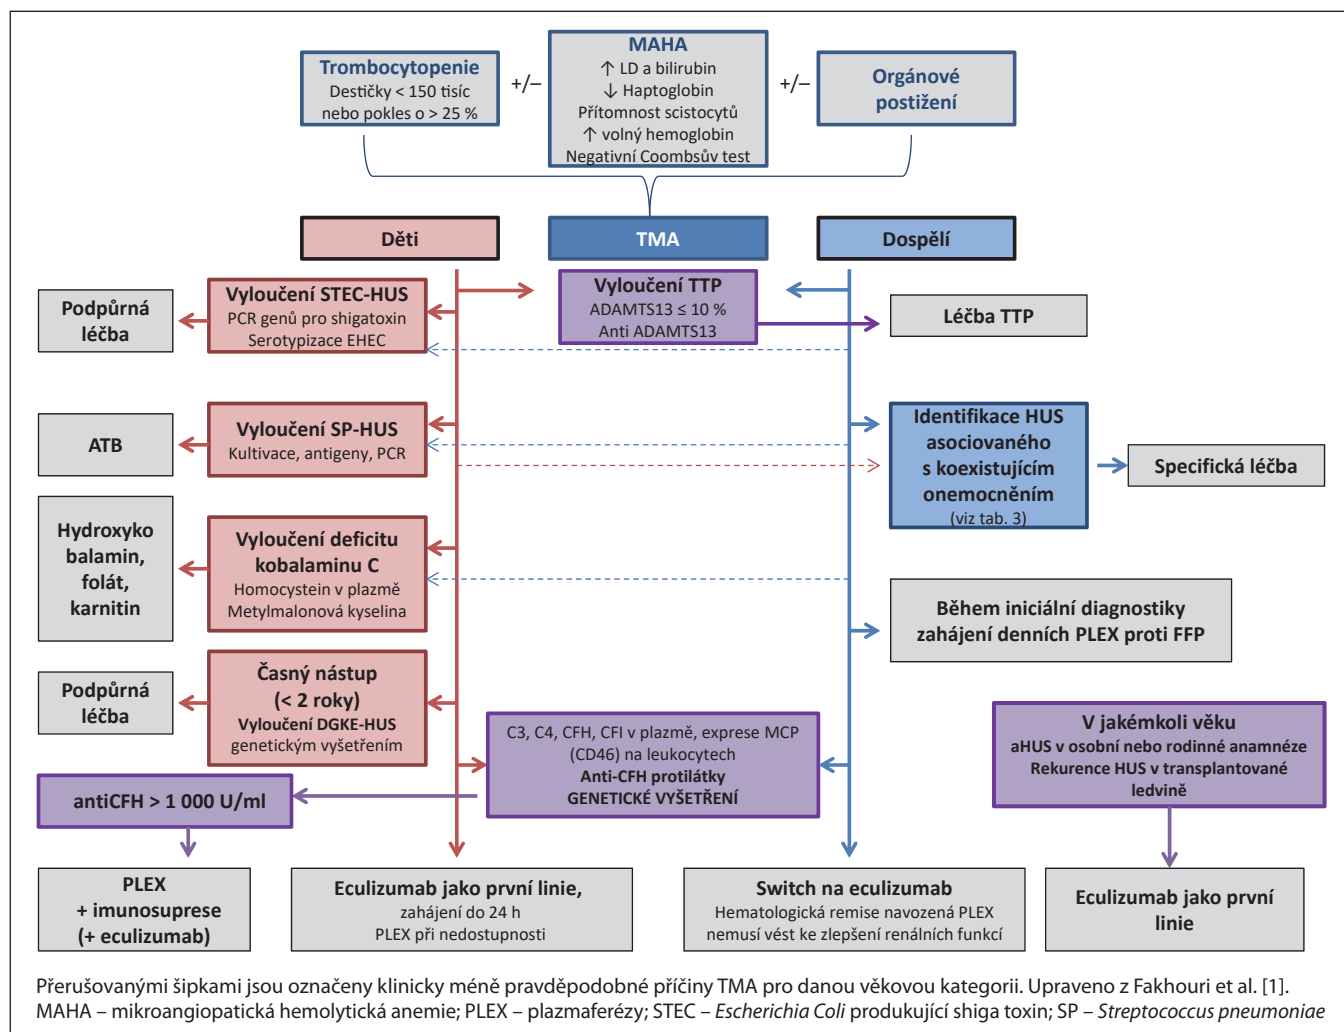 Trombocytopenie
Destičky < 150 tisíc
nebo pokles o > 25 %
+/–
MAHA
↑ LD a bilirubin
↓ Haptoglobin
Přítomnost scistocytů
↑ volný hemoglobin
Negativní Coombsův test
+/–
Orgánové
postižení
Děti
TMA
Dospělí
Podpůrná
léčba
Vyloučení STEC-HUS
PCR genů pro shigatoxin
Serotypizace EHEC
Vyloučení TTP
ADAMTS13 ≤ 10 %
Anti ADAMTS13
Léčba TTP
ATB
Vyloučení SP-HUS
Kultivace, antigeny, PCR
Identifikace HUS
asociovaného
s koexistujícím
onemocněním
(viz tab. 3)
Specifická léčba
Hydroxyko
balamin,
folát,
karnitin
Vyloučení deficitu
kobalaminu C
Homocystein v plazmě
Metylmalonová kyselina
Během iniciální diagnostiky
zahájení denních PLEX proti FFP
Podpůrná
léčba
Časný nástup
(< 2 roky)
Vyloučení DGKE-HUS
genetickým vyšetřením
C3, C4, CFH, CFI v plazmě, exprese MCP
(CD46) na leukocytech
Anti-CFH protilátky
GENETICKÉ VYŠETŘENÍ
V jakémkoli věku
aHUS v osobní nebo rodinné anamnéze
Rekurence HUS v transplantované
ledvině
antiCFH > 1 000 U/ml
PLEX
+ imunosuprese
(+ eculizumab)
Eculizumab jako první linie,
zahájení do 24 h
PLEX při nedostupnosti
Switch na eculizumab
Hematologická remise navozená PLEX
nemusí vést ke zlepšení renálních funkcí
Eculizumab jako první
linie
Přerušovanými šipkami jsou označeny klinicky méně pravděpodobné příčiny TMA pro danou věkovou kategorii. Upraveno z Fakhouri et al. [1].
MAHA – mikroangiopatická hemolytická anemie; PLEX – plazmaferézy; STEC – Escherichia Coli produkující shiga toxin; SP – Streptococcus pneumoniae